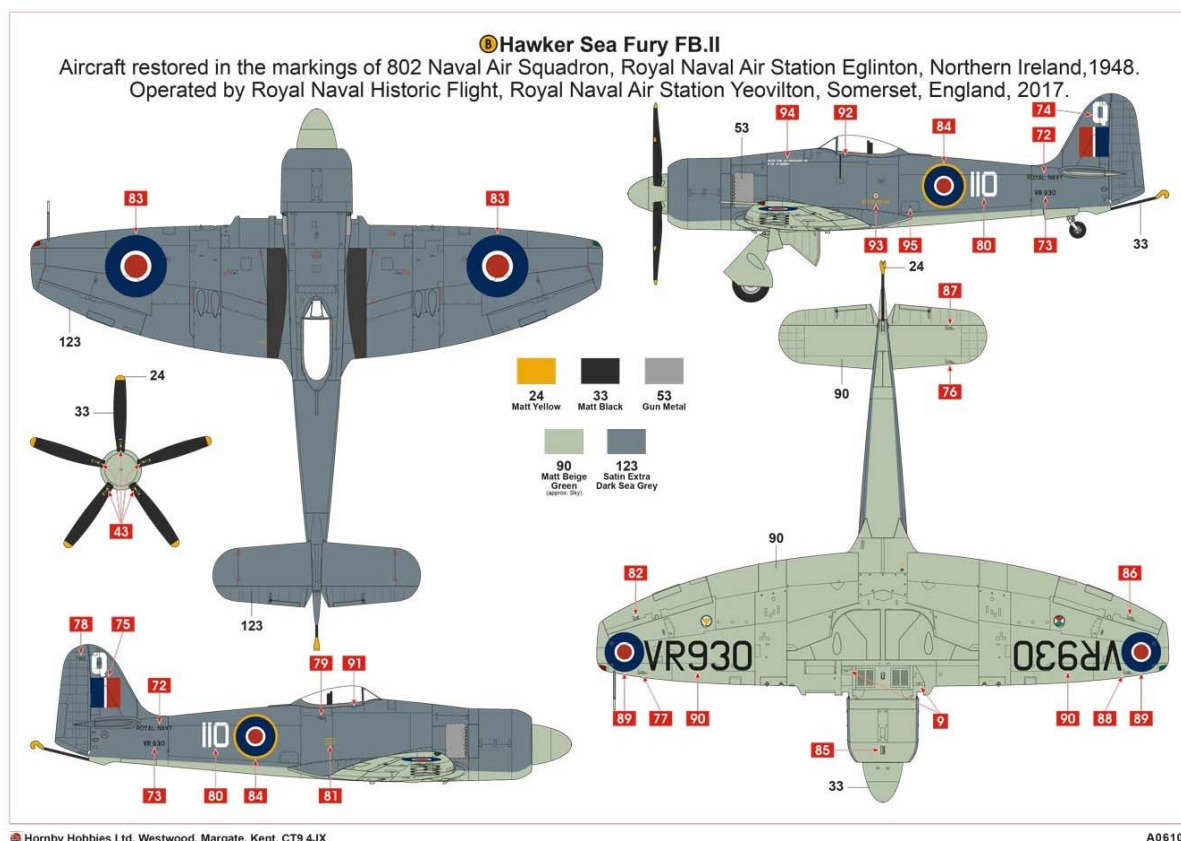 B Hawker Sea Fury FB.II
Aircraft restored in the markings of 802 Naval Air Squadron, Royal Naval Air Station Eglinton, Northern Ireland,1948.
Operated by Royal Naval Historic Flight, Royal Naval Air Station Yeovilton, Somerset, England, 2017.
83
83
123
53
94
92
84
74
72
Q
110
ROYAL NAVY
VR930
93
95
80
73
33
24
33
43
24
Matt Yellow
33
Matt Black
53
Gun Metal
90
Matt Beige
Green
(approx. Sky)
123
Satin Extra
Dark Sea Grey
24
87
90
76
123
78
75
Q
72
79
91
ROYAL NAVY
VR930
110
73
80
84
81
90
82
86
VR930
VR930
89
77
90
9
90
88
89
85
33
Hornby Hobbies Ltd, Westwood, Margate, Kent, CT9 4JX
A0610